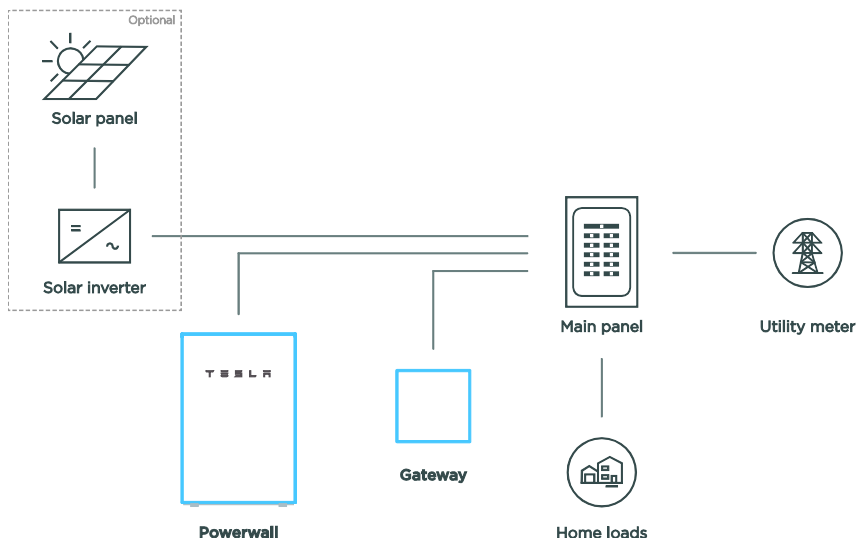 Optional
Solar panel
Solar inverter
Main panel
Utility meter
TESLA
Gateway
Powerwall
Home loads